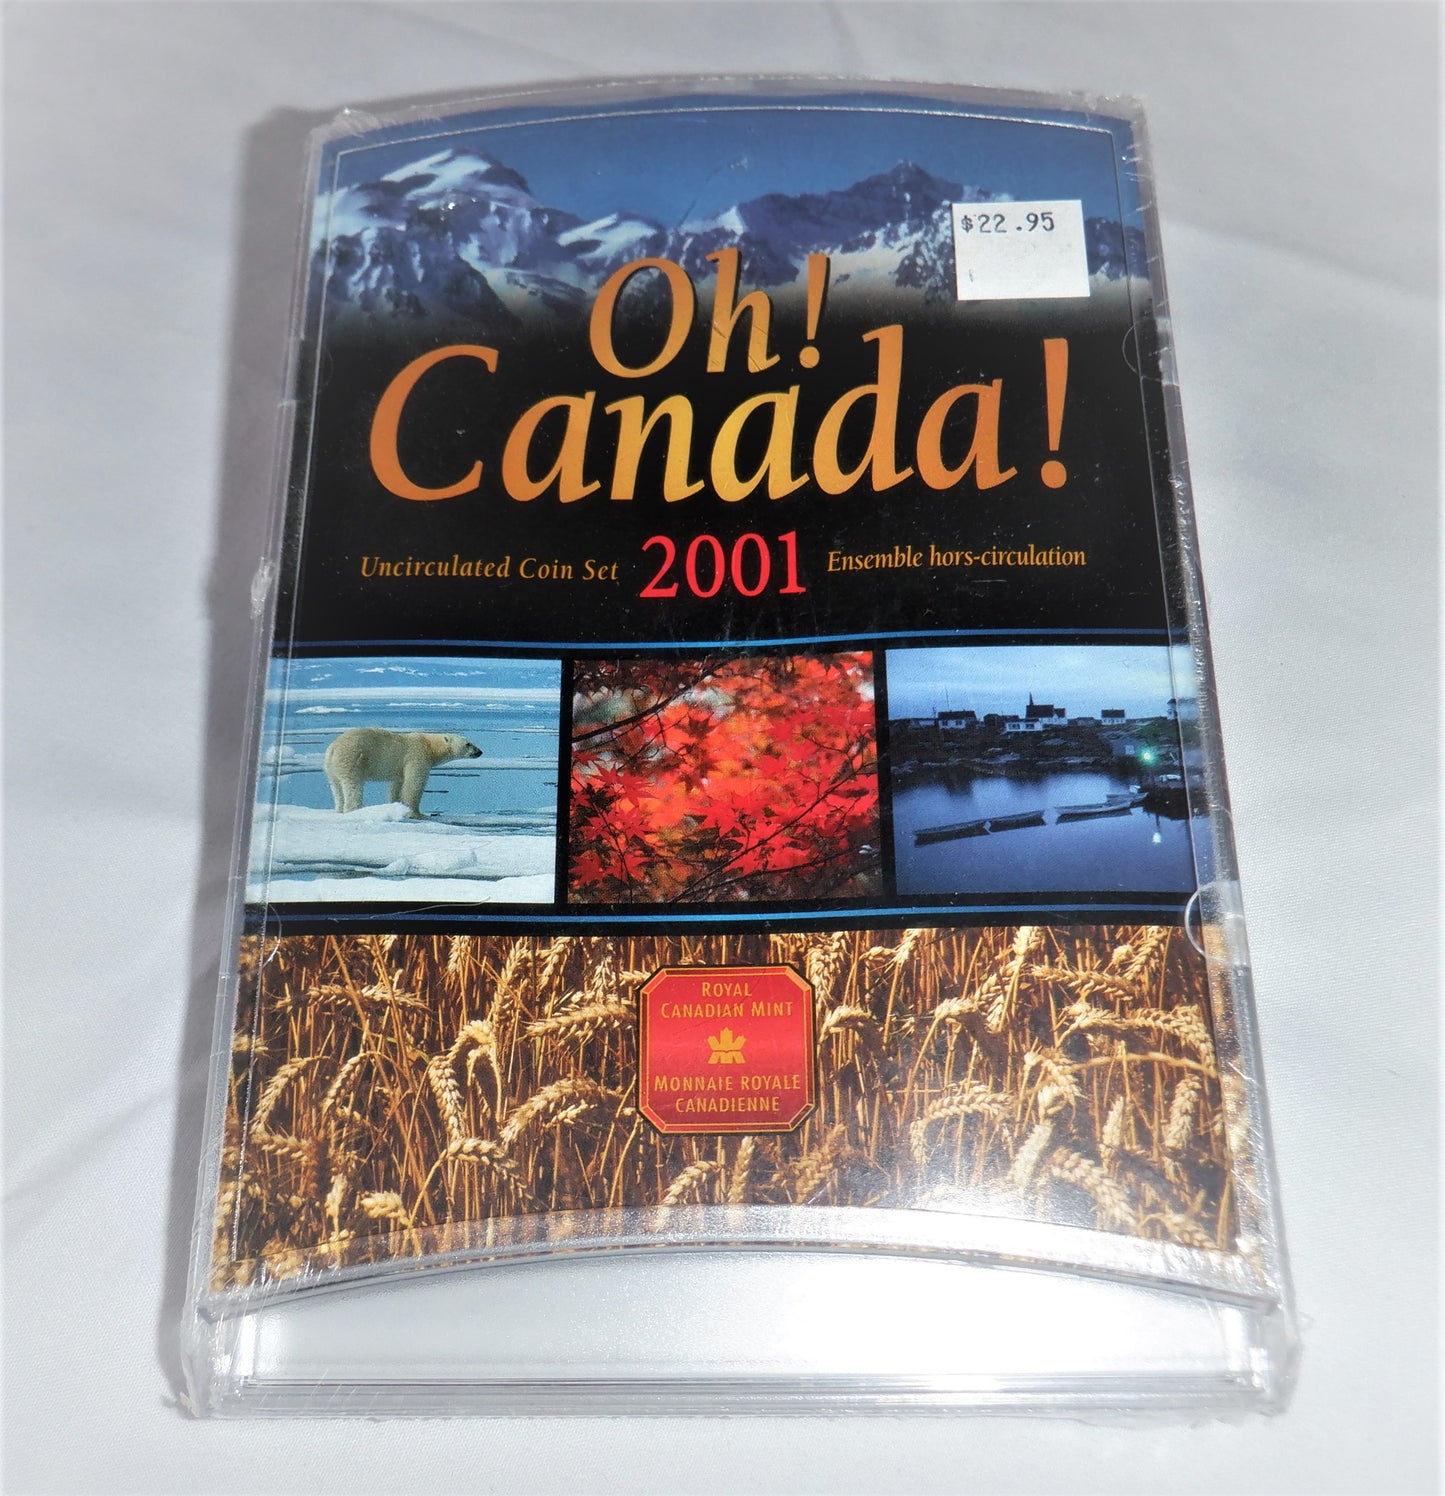 $22.95
Oh!
Canada!
Uncirculated Coin Set 2001 Ensemble hors-circulation
ROYAL
CANADIAN MINT
MONNAIE ROYALE
CANADIENNE